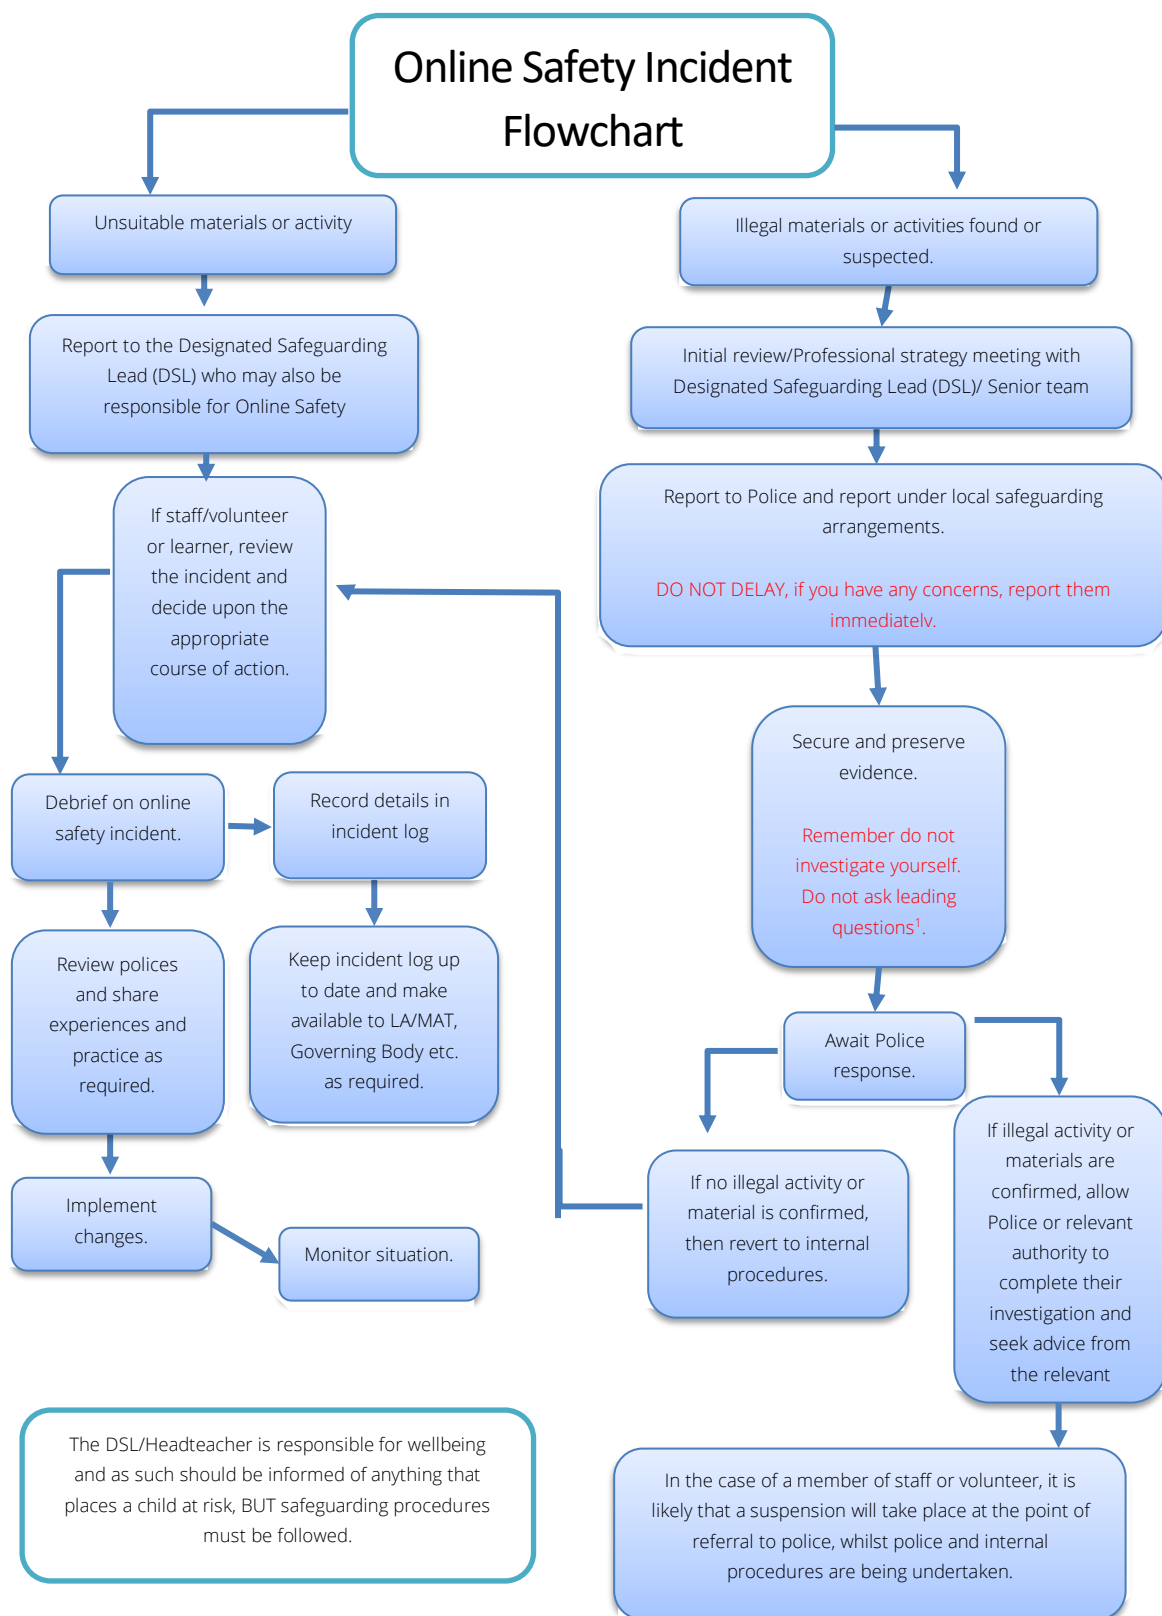 Online Safety Incident
Flowchart
Unsuitable materials or activity
Report to the Designated Safeguarding
Lead (DSL) who may also be
responsible for Online Safety
If staff/volunteer
or learner, review
the incident and
decide upon the
appropriate
course of action.
Debrief on online
safety incident.
Record details in
incident log
Review polices
and share
experiences and
practice as
required.
Keep incident log up
to date and make
available to LA/MAT,
Governing Body etc.
as required.
Implement
changes.
Monitor situation.
The DSL/Headteacher is responsible for wellbeing
and as such should be informed of anything that
places a child at risk, BUT safeguarding procedures
must be followed.
Illegal materials or activities found or
suspected.
Initial review/Professional strategy meeting with
Designated Safeguarding Lead (DSL)/ Senior team
Report to Police and report under local safeguarding
arrangements.
DO NOT DELAY, if you have any concerns, report them
immediately.
Secure and preserve
evidence.
Remember do not
investigate yourself.
Do not ask leading
questions¹.
Await Police
response.
If no illegal activity or
material is confirmed,
then revert to internal
procedures.
If illegal activity or
materials are
confirmed, allow
Police or relevant
authority to
complete their
investigation and
seek advice from
the relevant
In the case of a member of staff or volunteer, it is
likely that a suspension will take place at the point of
referral to police, whilst police and internal
procedures are being undertaken.